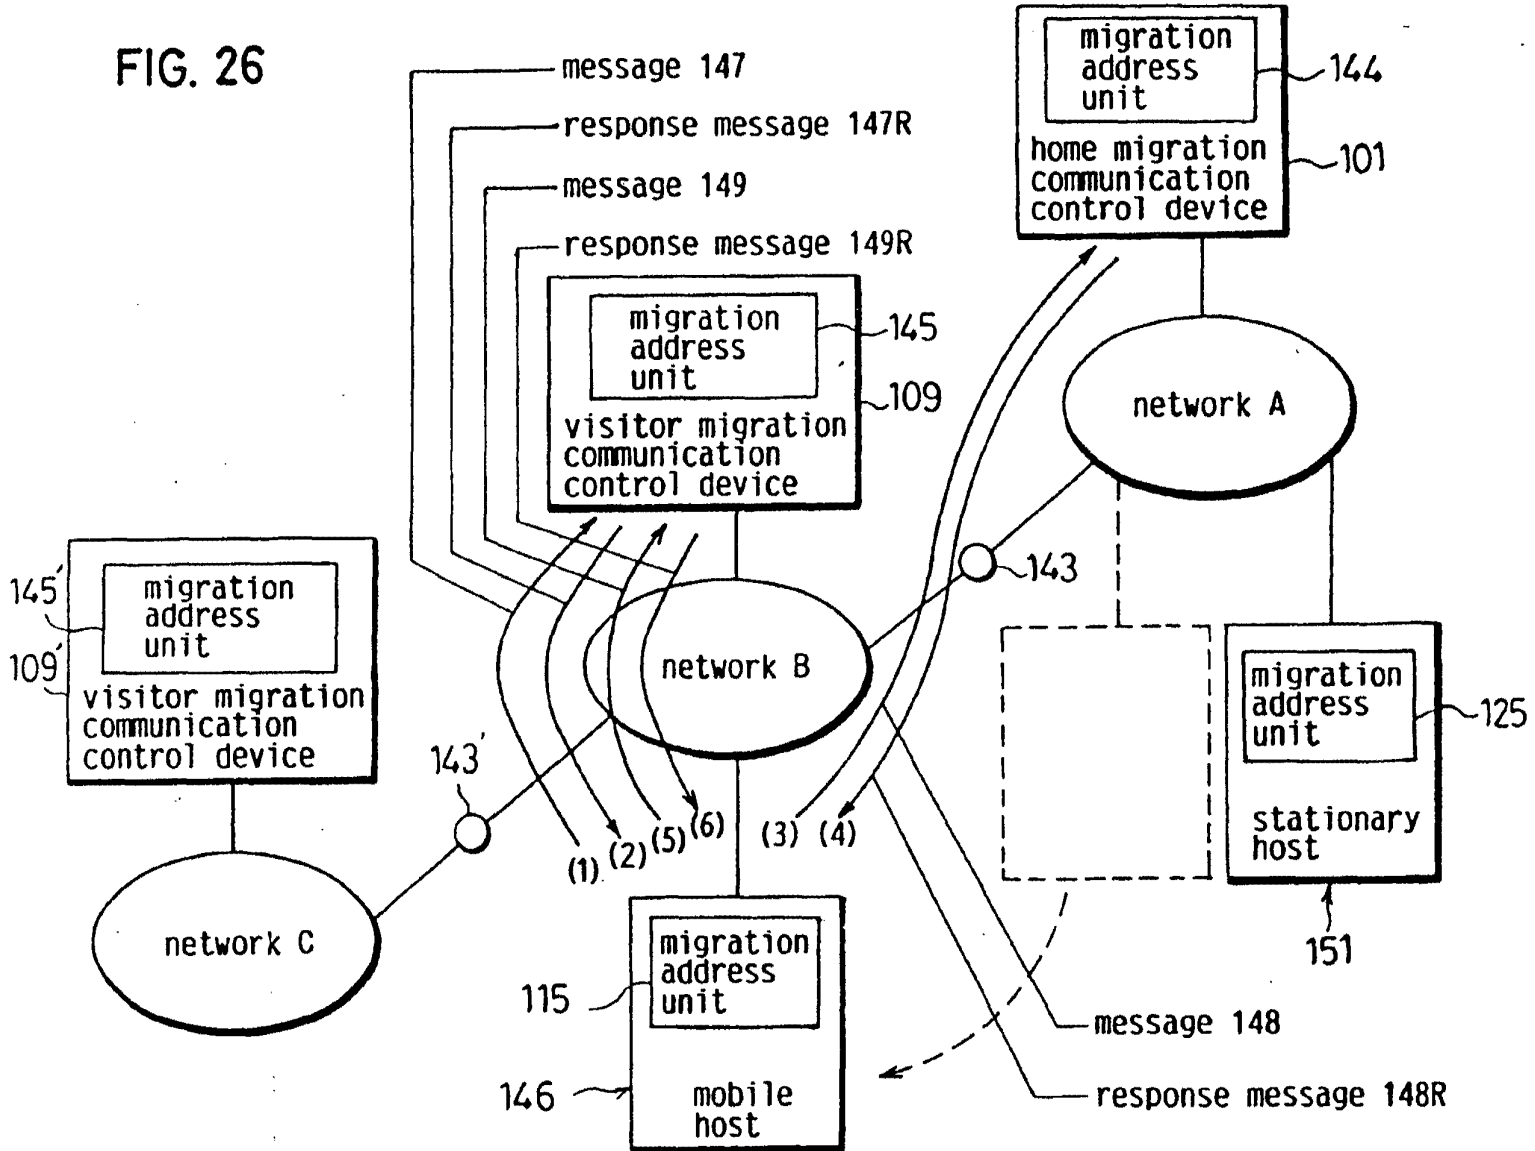 FIG. 26
message 147
response message 147R
message 149
response message 149R
migration
address
unit
144
home migration
communication
control device
101
migration
address
unit
145
visitor migration
communication
control device
109
network A
143
145'
migration
address
unit
109'
visitor migration
communication
control device
143'
network B
network C
(1)
(2)
(5)
(6)
(3)
(4)
migration
address
unit
125
stationary
host
151
115
migration
address
unit
146
mobile
host
message 148
response message 148R